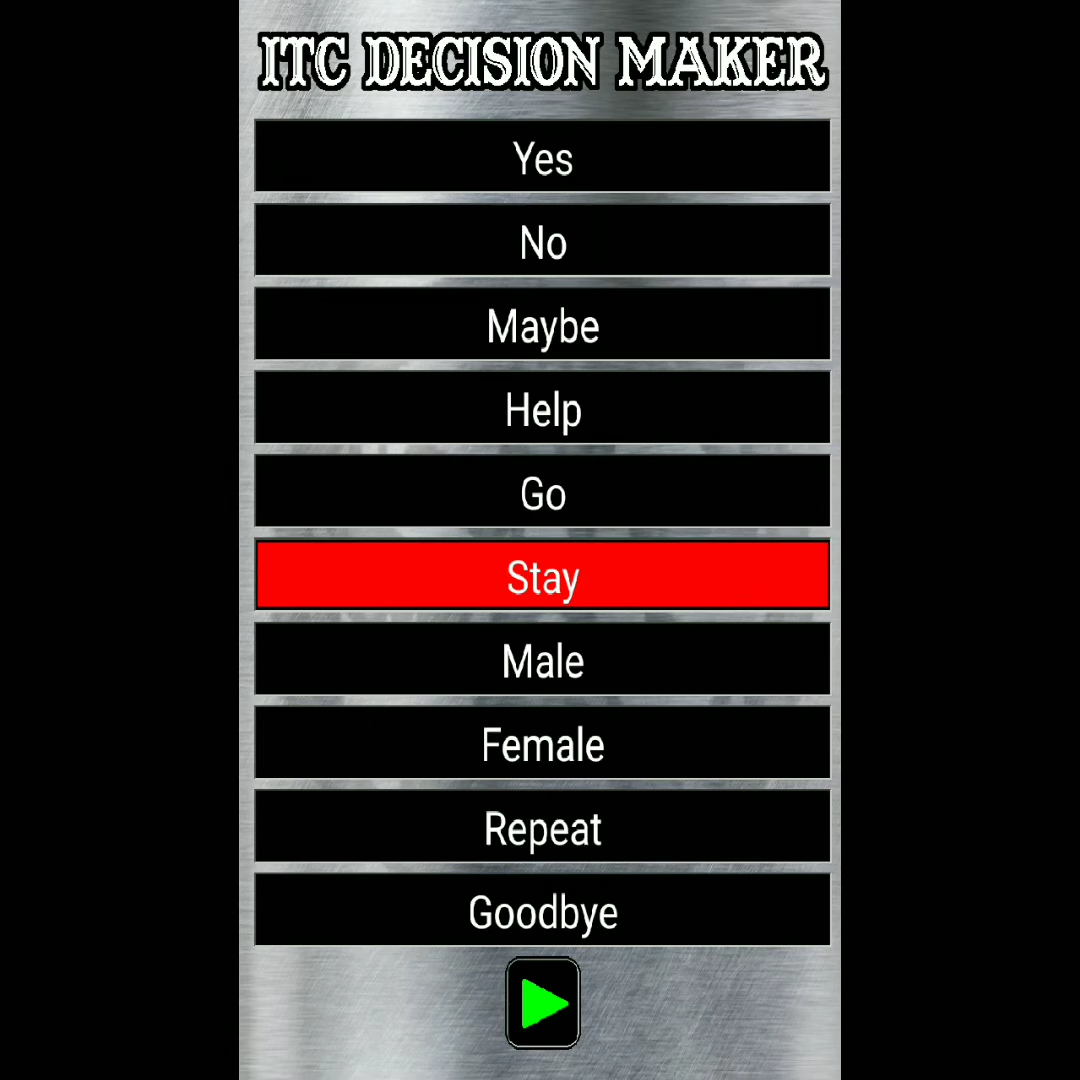 ITC DECISION MAKER
Yes
No
Maybe
Help
Go
Stay
Male
Female
Repeat
Goodbye